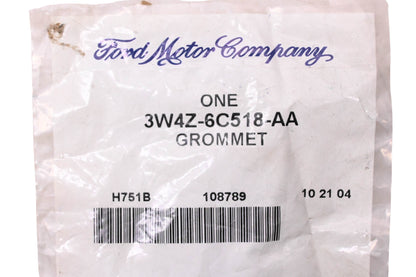 Ford Motor Company
ONE
3W4Z-6C518-AA
GROMMET
H751B 108789 10 21 04